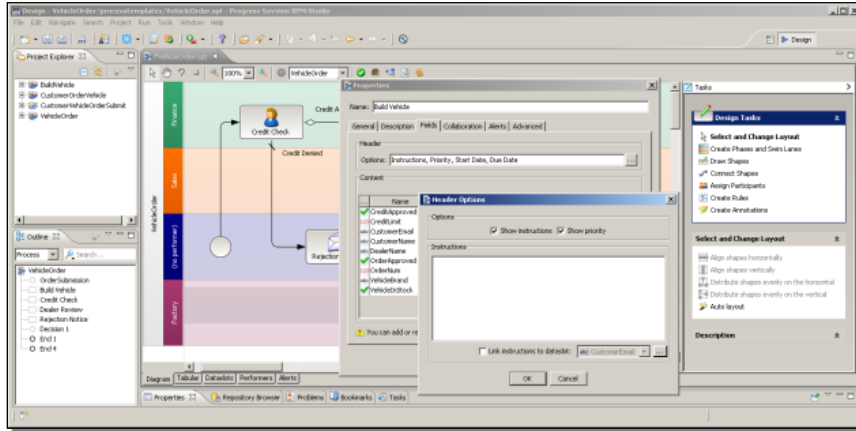 Design - VehicleOrder/processtemplates/VehicleOrder.spt - Progress Savvion BPM Studio
File Edit Navigate Search Project Run Tools Window Help
Design
Project Explorer
BuildVehicle
CustomerOrderVehicle
CustomerVehicleOrderSubmit
VehicleOrder
Outline
Process
Search...
VehicleOrder
OrderSubmission
Build Vehicle
Credit Check
Dealer Review
Rejection Notice
Decision 1
End 1
End 4
100%
VehicleOrder
VehicleOrder
Finance
Sales
(no performer)
Factory
Credit Check
Credit A
Credit Denied
Rejection
Diagram Tabular Dataslots Performers Alerts
Properties Repository Browser Problems Bookmarks Tasks
Properties
Name: Build Vehicle
General Description Fields Collaboration Alerts Advanced
Header
Options: Instructions, Priority, Start Date, Due Date
...
Content
... Name
CreditApproved
CreditLimit
CustomerEmail
CustomerName
DealerName
OrderApproved
OrderNum
VehicleBrand
VehicleInStock
You can add or re
Header Options
Options
Show instructions Show priority
Instructions
Link instructions to dataslot: abc CustomerEmail ...
OK Cancel
Tasks
Design Tasks
Select and Change Layout
Create Phases and Swim Lanes
Draw Shapes
Connect Shapes
Assign Participants
Create Rules
Create Annotations
Select and Change Layout
Align shapes horizontally
Align shapes vertically
Distribute shapes evenly on the horizontal
Distribute shapes evenly on the vertical
Auto layout
Description